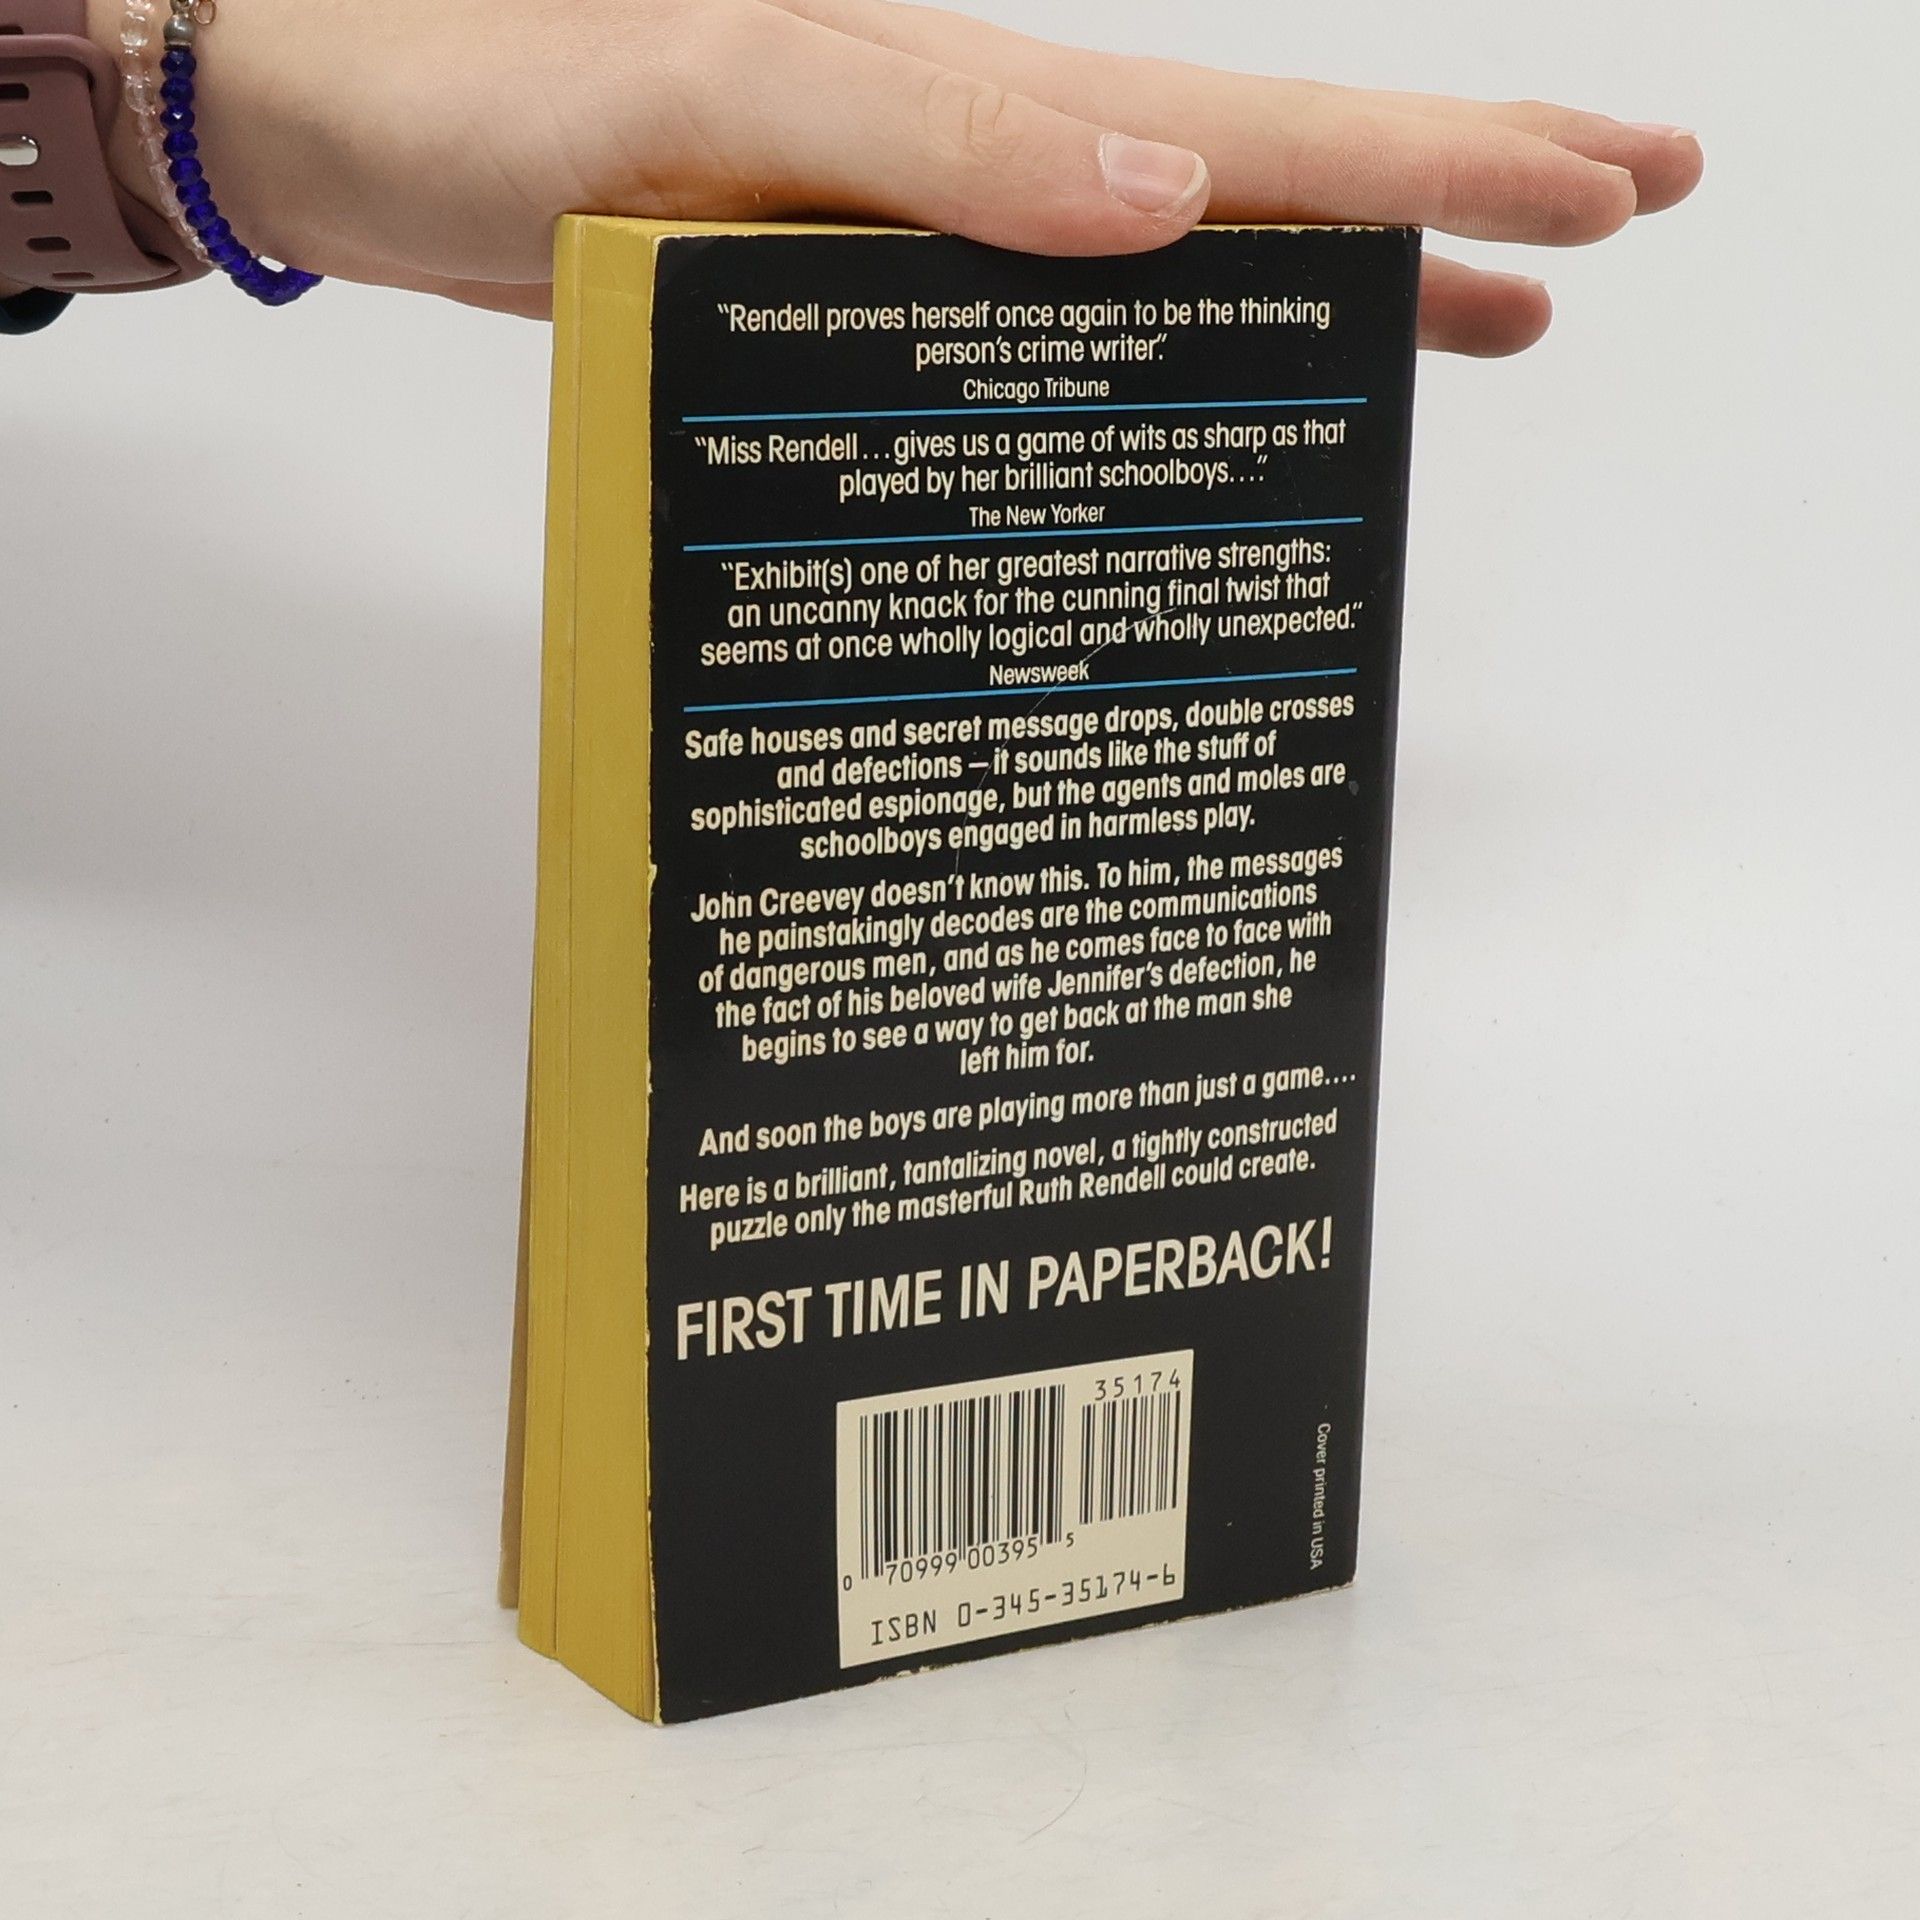 "Rendell proves herself once again to be the thinking
person's crime writer."
Chicago Tribune
"Miss Rendell...gives us a game of wits as sharp as that
played by her brilliant schoolboys...."
The New Yorker
"Exhibit(s) one of her greatest narrative strengths:
an uncanny knack for the cunning final twist that
seems at once wholly logical and wholly unexpected."
Newsweek
Safe houses and secret message drops, double crosses
and defections – it sounds like the stuff of
sophisticated espionage, but the agents and moles are
schoolboys engaged in harmless play.
John Creevey doesn't know this. To him, the messages
he painstakingly decodes are the communications
of dangerous men, and as he comes face to face with
the fact of his beloved wife Jennifer's defection, he
begins to see a way to get back at the man she
left him for.
And soon the boys are playing more than just a game....
Here is a brilliant, tantalizing novel, a tightly constructed
puzzle only the masterful Ruth Rendell could create.
FIRST TIME IN PAPERBACK!
35174
0 70999 00395 5
ISBN 0-345-35174-6
Cover printed in USA